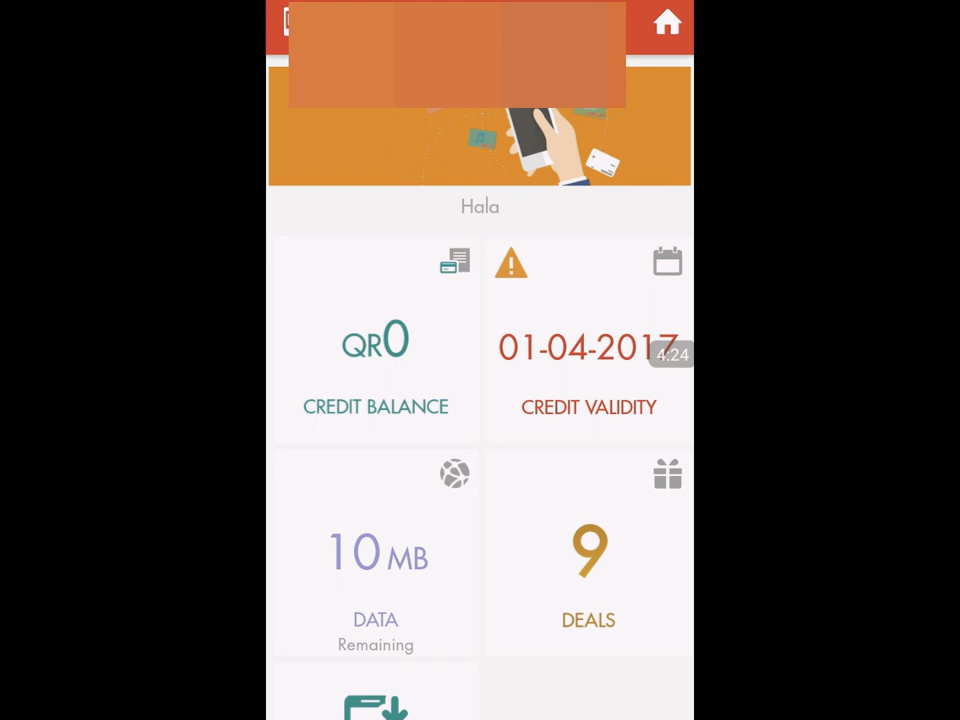 Hala
QR0
CREDIT BALANCE
01-04-2017
4:24
CREDIT VALIDITY
10 MB
DATA
Remaining
9
DEALS